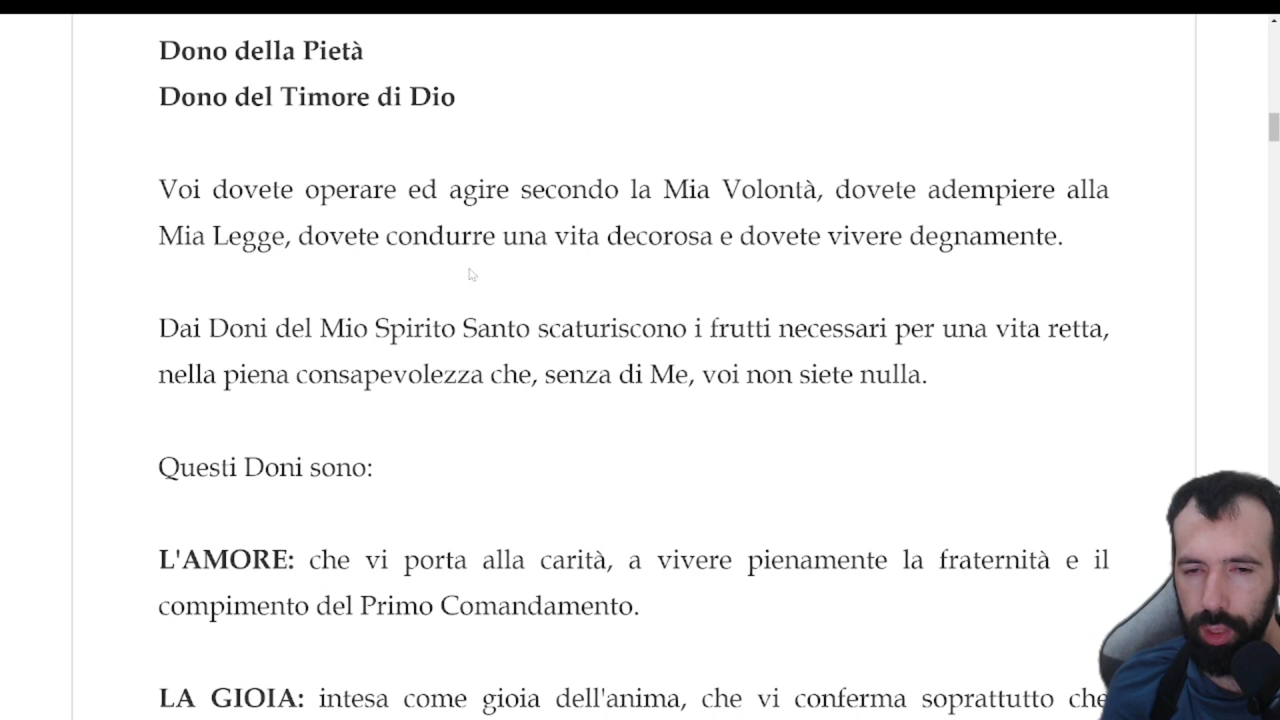 Dono della Pietà
Dono del Timore di Dio
Voi dovete operare ed agire secondo la Mia Volontà, dovete adempiere alla
Mia Legge, dovete condurre una vita decorosa e dovete vivere degnamente.
Dai Doni del Mio Spirito Santo scaturiscono i frutti necessari per una vita retta,
nella piena consapevolezza che, senza di Me, voi non siete nulla.
Questi Doni sono:
L'AMORE: che vi porta alla carità, a vivere pienamente la fraternità e il
compimento del Primo Comandamento.
LA GIOIA: intesa come gioia dell'anima, che vi conferma soprattutto che